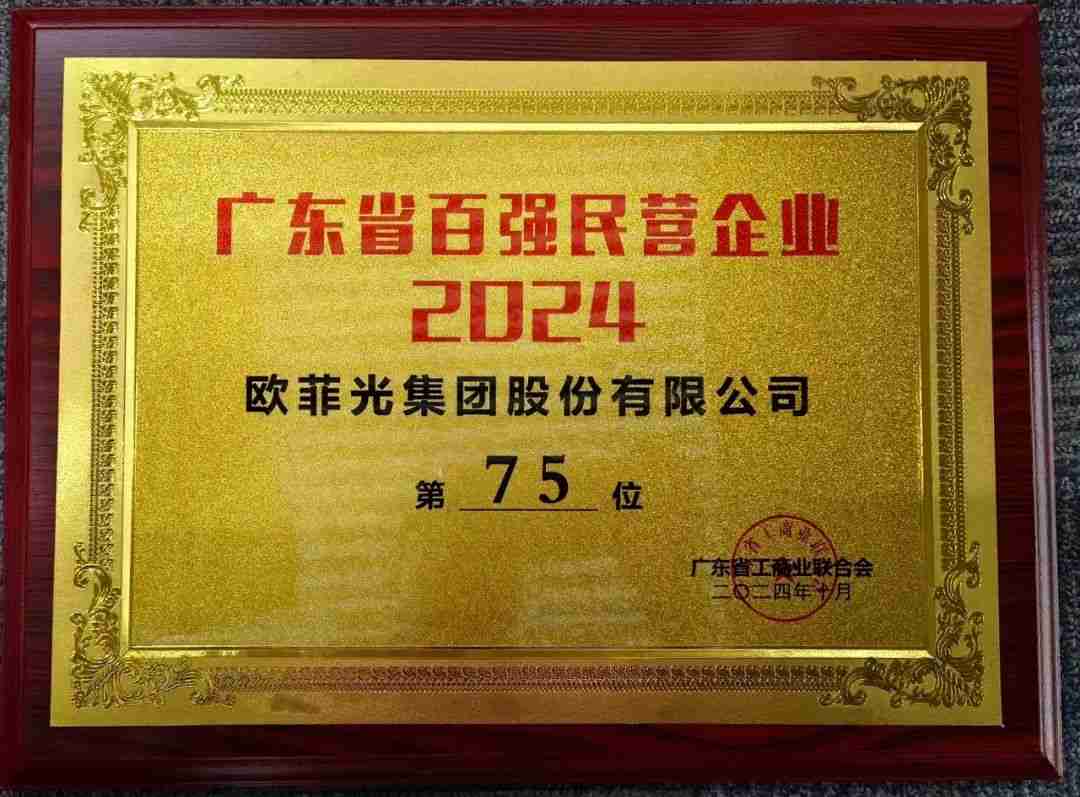 广东省百强民营企业
2024
欧菲光集团股份有限公司
第 75 位
广东省工商业联合会
二〇二四年十月